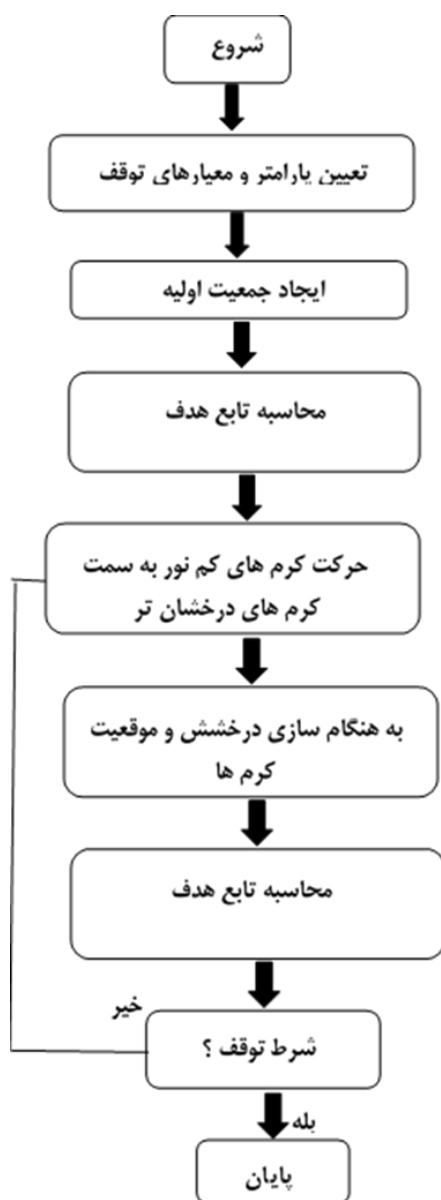 شروع
تعیین پارامتر و معیارهای توقف
ایجاد جمعیت اولیه
محاسبه تابع هدف
حرکت کرم های کم نور به سمت
کرم های درخشان تر
به هنگام سازی درخشش و موقعیت
کرم ها
محاسبه تابع هدف
خیر
شرط توقف ؟
بله
پایان